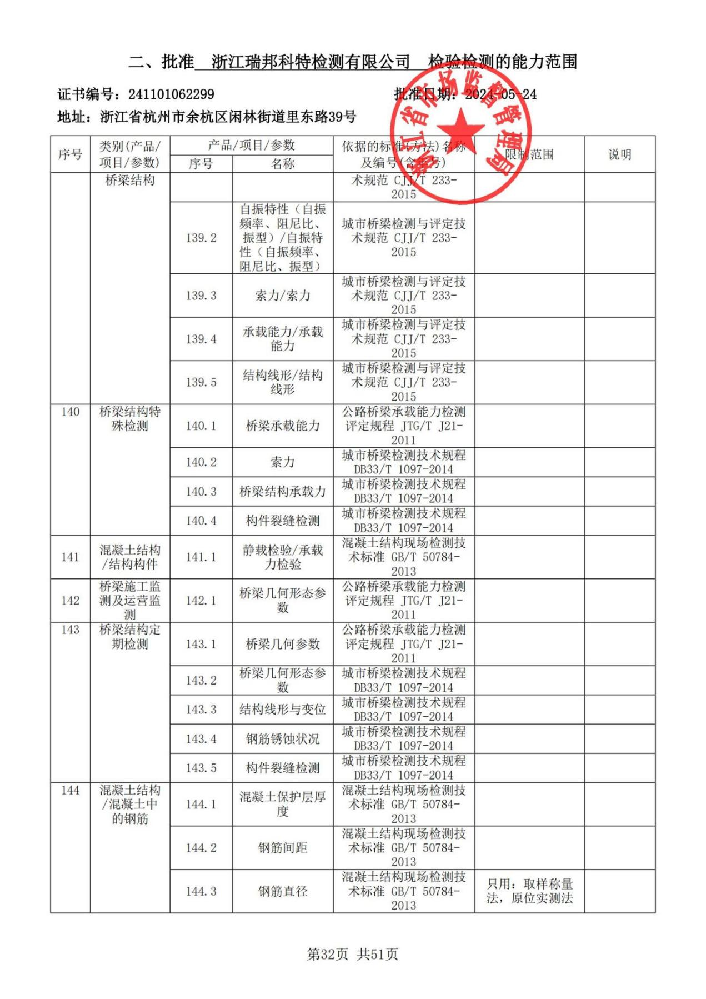 二、批准 浙江瑞邦科特检测有限公司 检验检测的能力范围
证书编号：241101062299 批准日期：2024-05-24
地址：浙江省杭州市余杭区闲林街道里东路39号
浙江省市场监督管理局
序号 类别(产品/项目/参数) 产品/项目/参数 依据的标准(方法)名称及编号(含年号) 限制范围 说明
序号 名称
桥梁结构 术规范 CJJ/T 233-2015
139.2 自振特性（自振频率、阻尼比、振型）/自振特性（自振频率、阻尼比、振型） 城市桥梁检测与评定技术规范 CJJ/T 233-2015
139.3 索力/索力 城市桥梁检测与评定技术规范 CJJ/T 233-2015
139.4 承载能力/承载能力 城市桥梁检测与评定技术规范 CJJ/T 233-2015
139.5 结构线形/结构线形 城市桥梁检测与评定技术规范 CJJ/T 233-2015
140 桥梁结构特殊检测 140.1 桥梁承载能力 公路桥梁承载能力检测评定规程 JTG/T J21-2011
140.2 索力 城市桥梁检测技术规程 DB33/T 1097-2014
140.3 桥梁结构承载力 城市桥梁检测技术规程 DB33/T 1097-2014
140.4 构件裂缝检测 城市桥梁检测技术规程 DB33/T 1097-2014
141 混凝土结构/结构构件 141.1 静载检验/承载力检验 混凝土结构现场检测技术标准 GB/T 50784-2013
142 桥梁施工监测及运营监测 142.1 桥梁几何形态参数 公路桥梁承载能力检测评定规程 JTG/T J21-2011
143 桥梁结构定期检测 143.1 桥梁几何参数 公路桥梁承载能力检测评定规程 JTG/T J21-2011
143.2 桥梁几何形态参数 城市桥梁检测技术规程 DB33/T 1097-2014
143.3 结构线形与变位 城市桥梁检测技术规程 DB33/T 1097-2014
143.4 钢筋锈蚀状况 城市桥梁检测技术规程 DB33/T 1097-2014
143.5 构件裂缝检测 城市桥梁检测技术规程 DB33/T 1097-2014
144 混凝土结构/混凝土中的钢筋 144.1 混凝土保护层厚度 混凝土结构现场检测技术标准 GB/T 50784-2013
144.2 钢筋间距 混凝土结构现场检测技术标准 GB/T 50784-2013
144.3 钢筋直径 混凝土结构现场检测技术标准 GB/T 50784-2013 只用：取样称量法，原位实测法
第32页 共51页